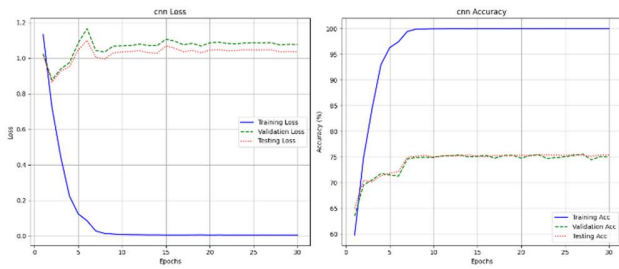 cnn Loss
1.2
1.0
0.8
0.6
0.4
0.2
0.0
0
5
10
15
20
25
30
Loss
Epochs
Training Loss
Validation Loss
Testing Loss
cnn Accuracy
100
95
90
85
80
75
70
65
60
0
5
10
15
20
25
30
Accuracy (%)
Epochs
Training Acc
Validation Acc
Testing Acc